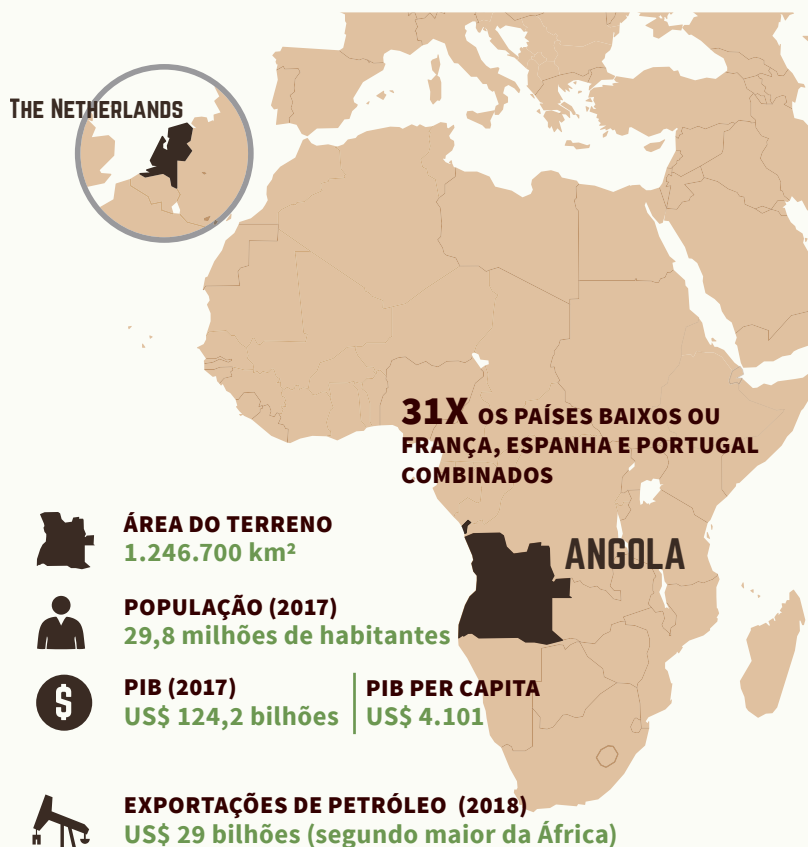 THE NETHERLANDS
31X OS PAÍSES BAIXOS OU
FRANÇA, ESPANHA E PORTUGAL
COMBINADOS
ANGOLA
ÁREA DO TERRENO
1.246.700 km²
POPULAÇÃO (2017)
29,8 milhões de habitantes
PIB (2017)
US$ 124,2 bilhões
PIB PER CAPITA
US$ 4.101
$
EXPORTAÇÕES DE PETRÓLEO (2018)
US$ 29 bilhões (segundo maior da África)